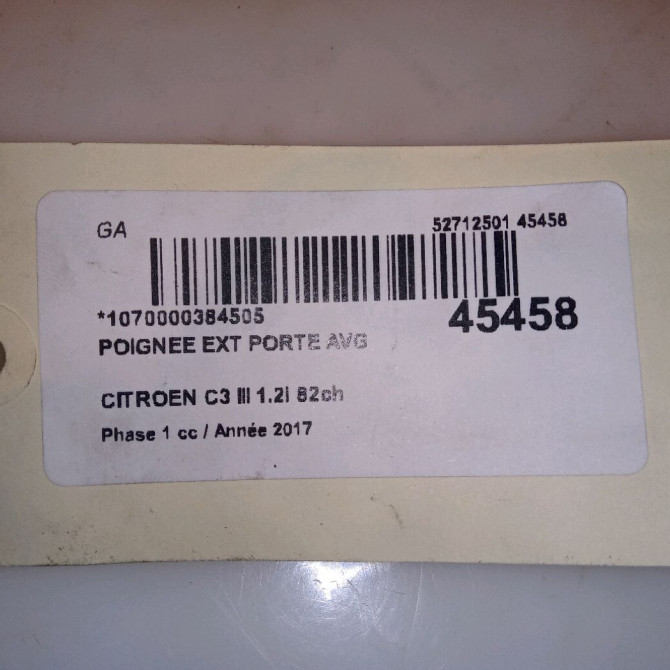 GA
52712501 45458
*1070000384505
45458
POIGNEE EXT PORTE AVG
CITROEN C3 III 1.2i 82ch
Phase 1 cc / Année 2017